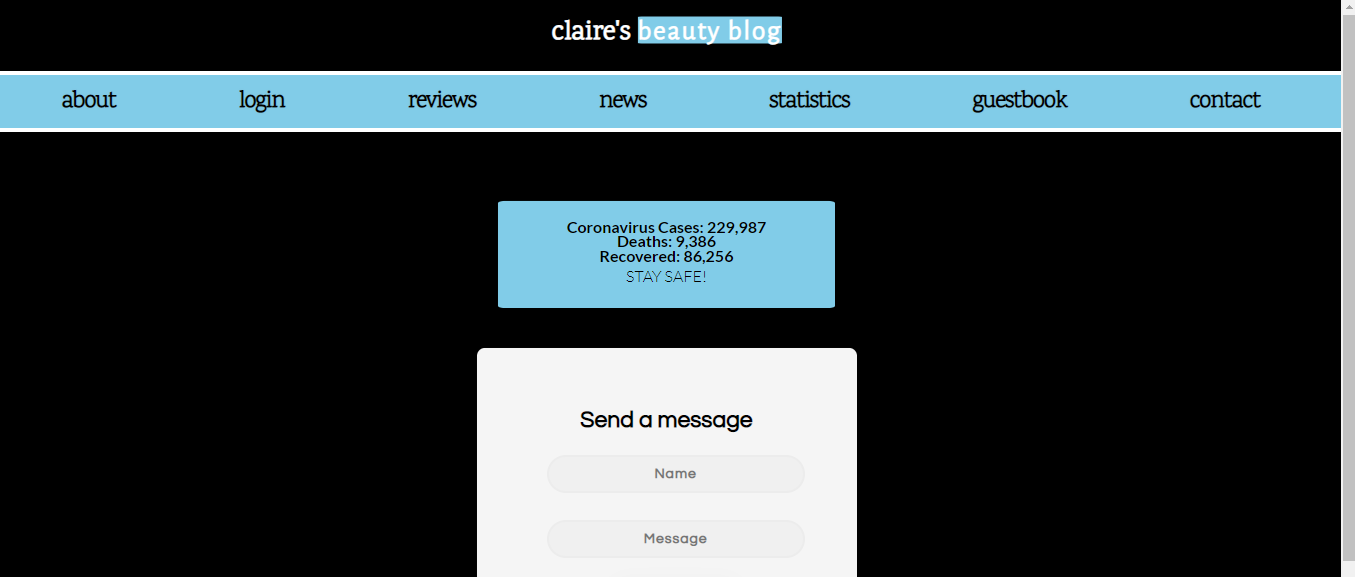 claire's beauty blog
about login reviews news statistics guestbook contact
Coronavirus Cases: 229,987
Deaths: 9,386
Recovered: 86,256
STAY SAFE!
Send a message
Name
Message